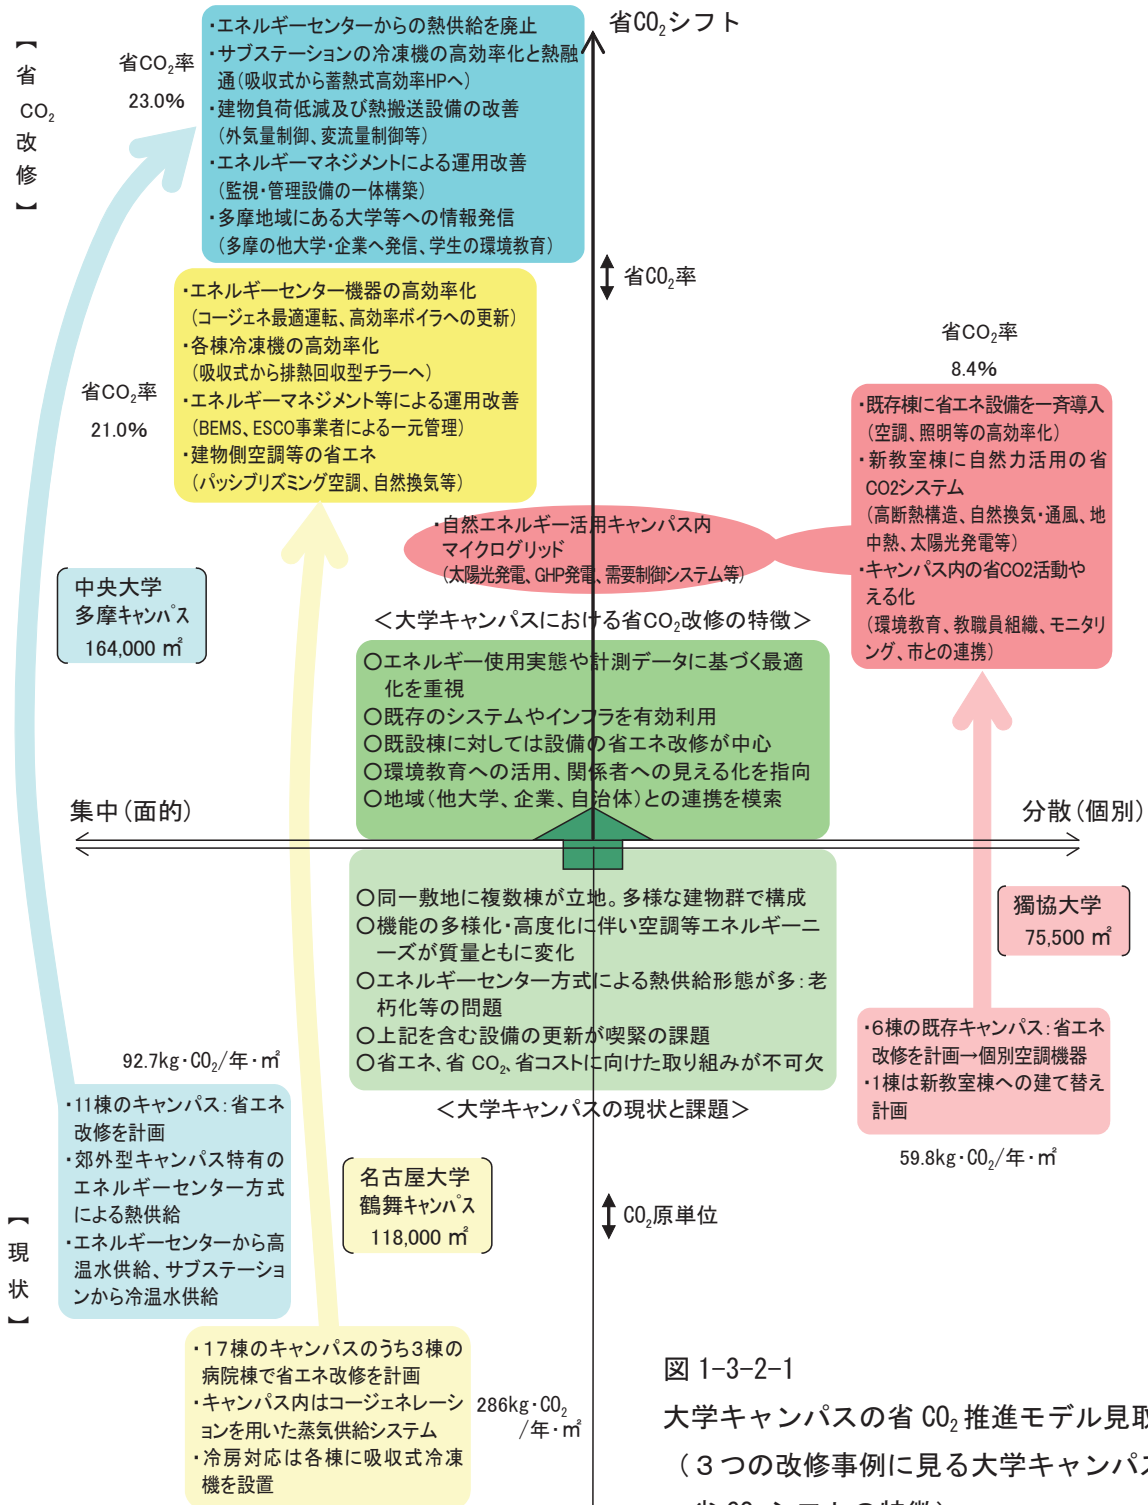 省CO₂シフト
【省CO₂改修】
省CO₂率
23.0%
・エネルギーセンターからの熱供給を廃止
・サブステーションの冷凍機の高効率化と熱融
通(吸収式から蓄熱式高効率HPへ)
・建物負荷低減及び熱搬送設備の改善
(外気量制御、変流量制御等)
・エネルギーマネジメントによる運用改善
(監視・管理設備の一体構築)
・多摩地域にある大学等への情報発信
(多摩の他大学・企業へ発信、学生の環境教育)
省CO₂率
省CO₂率
21.0%
・エネルギーセンター機器の高効率化
(コージェネ最適運転、高効率ボイラへの更新)
・各棟冷凍機の高効率化
(吸収式から排熱回収型チラーへ)
・エネルギーマネジメント等による運用改善
(BEMS、ESCO事業者による一元管理)
・建物側空調等の省エネ
(パッシブリズミング空調、自然換気等)
省CO₂率
8.4%
・既存棟に省エネ設備を一斉導入
(空調、照明等の高効率化)
・新教室棟に自然力活用の省
CO2システム
(高断熱構造、自然換気・通風、地
中熱、太陽光発電等)
・キャンパス内の省CO2活動や
える化
(環境教育、教職員組織、モニタリ
ング、市との連携)
・自然エネルギー活用キャンパス内
マイクログリッド
(太陽光発電、GHP発電、需要制御システム等)
中央大学
多摩キャンパス
164,000 ㎡
＜大学キャンパスにおける省CO₂改修の特徴＞
○エネルギー使用実態や計測データに基づく最適
化を重視
○既存のシステムやインフラを有効利用
○既設棟に対しては設備の省エネ改修が中心
○環境教育への活用、関係者への見える化を指向
○地域(他大学、企業、自治体)との連携を模索
集中(面的)
分散(個別)
○同一敷地に複数棟が立地。多様な建物群で構成
○機能の多様化・高度化に伴い空調等エネルギーニ
ーズが質量ともに変化
○エネルギーセンター方式による熱供給形態が多：老
朽化等の問題
○上記を含む設備の更新が喫緊の課題
○省エネ、省 CO₂、省コストに向けた取り組みが不可欠
＜大学キャンパスの現状と課題＞
獨協大学
75,500 ㎡
・6棟の既存キャンパス：省エネ
改修を計画→個別空調機器
・1棟は新教室棟への建て替え
計画
59.8kg・CO₂/年・㎡
92.7kg・CO₂/年・㎡
・11棟のキャンパス：省エネ
改修を計画
・郊外型キャンパス特有の
エネルギーセンター方式
による熱供給
・エネルギーセンターから高
温水供給、サブステーショ
ンから冷温水供給
【現状】
名古屋大学
鶴舞キャンパス
118,000 ㎡
CO₂原単位
・17棟のキャンパスのうち3棟の
病院棟で省エネ改修を計画
・キャンパス内はコージェネレーシ
ョンを用いた蒸気供給システム
・冷房対応は各棟に吸収式冷凍
機を設置
286kg・CO₂
/年・㎡
図 1-3-2-1
大学キャンパスの省 CO₂ 推進モデル見取
(３つの改修事例に見る大学キャンパス